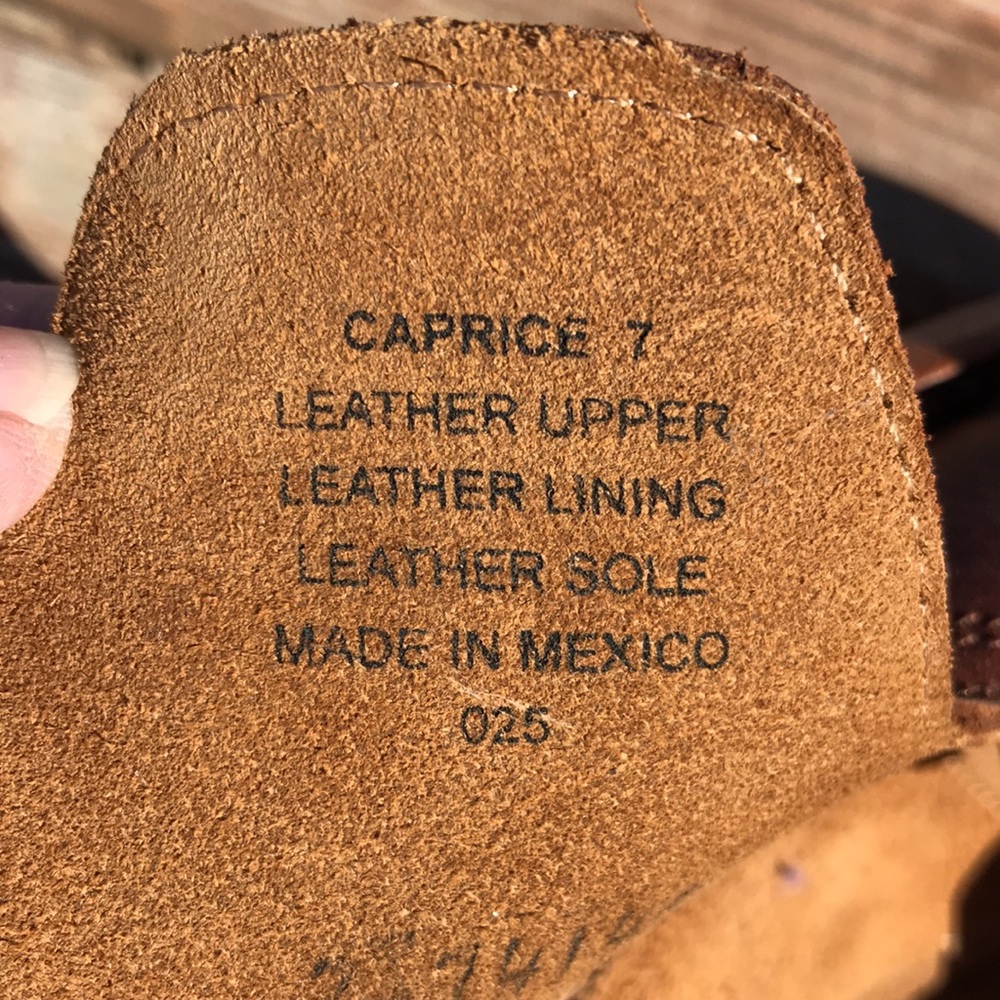 CAPRICE 7
LEATHER UPPER
LEATHER LINING
LEATHER SOLE
MADE IN MEXICO
025